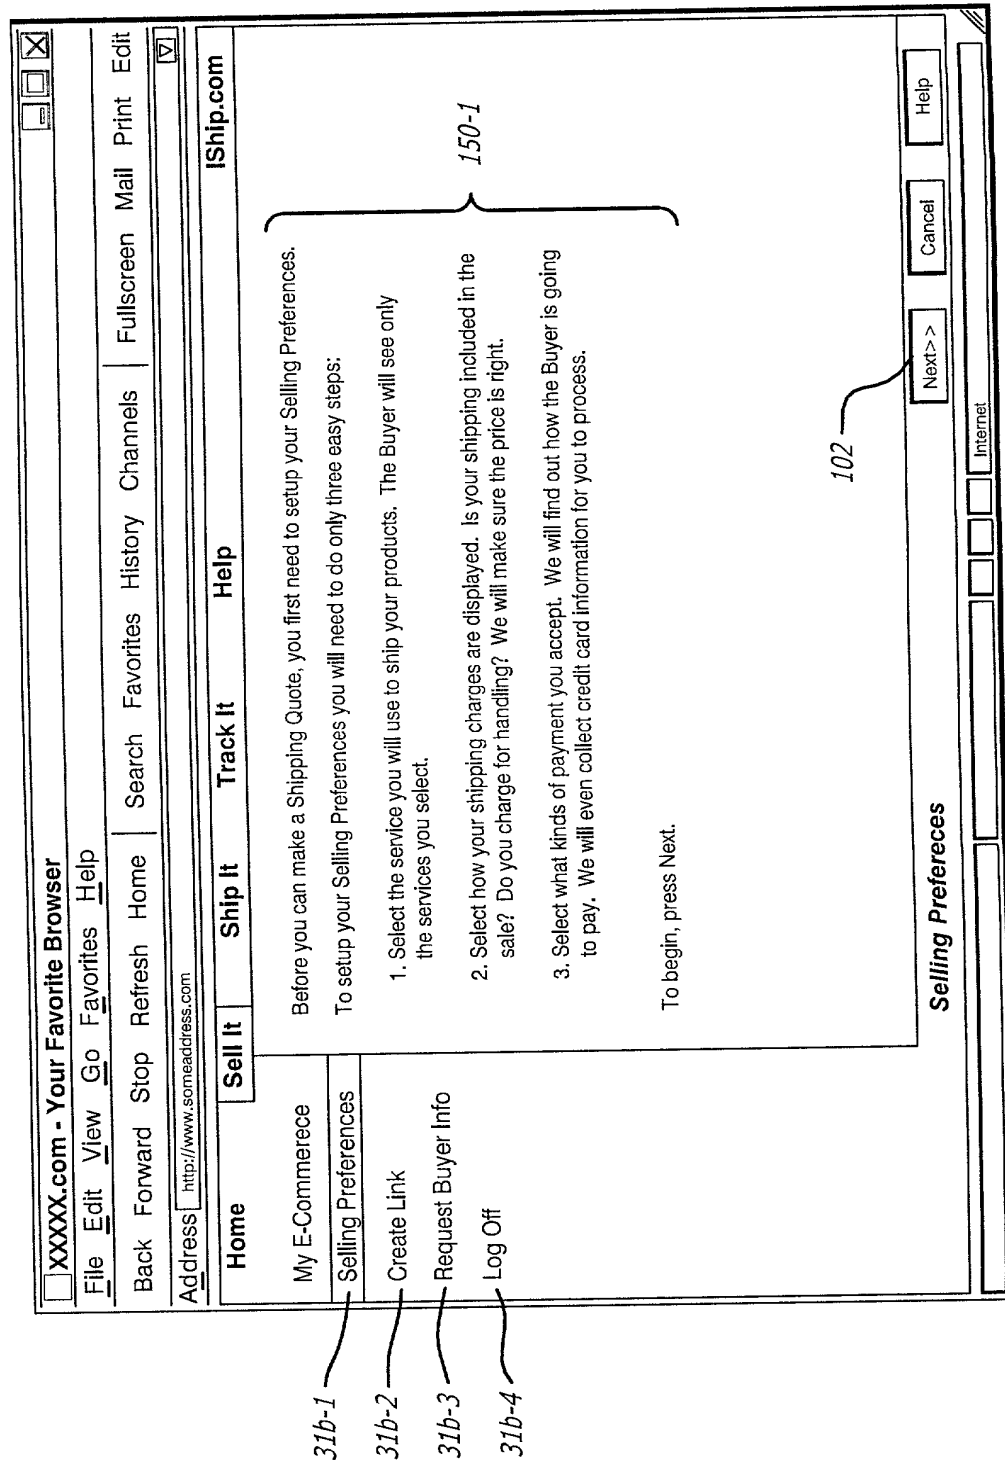 XXXXX.com - Your Favorite Browser
File Edit View Go Favorites Help
Back Forward Stop Refresh Home Search Favorites History Channels Fullscreen Mail Print Edit
Address http://www.someaddress.com
Home Sell It Ship It Track It Help IShip.com
My E-Commerece
Selling Preferences
Create Link
Request Buyer Info
Log Off
31b-1
31b-2
31b-3
31b-4
Before you can make a Shipping Quote, you first need to setup your Selling Preferences.
To setup your Selling Preferences you will need to do only three easy steps:
1. Select the service you will use to ship your products. The Buyer will see only
the services you select.
2. Select how your shipping charges are displayed. Is your shipping included in the
sale? Do you charge for handling? We will make sure the price is right.
3. Select what kinds of payment you accept. We will find out how the Buyer is going
to pay. We will even collect credit card information for you to process.
To begin, press Next.
150-1
102
Selling Prefereces
Next>> Cancel Help
Internet